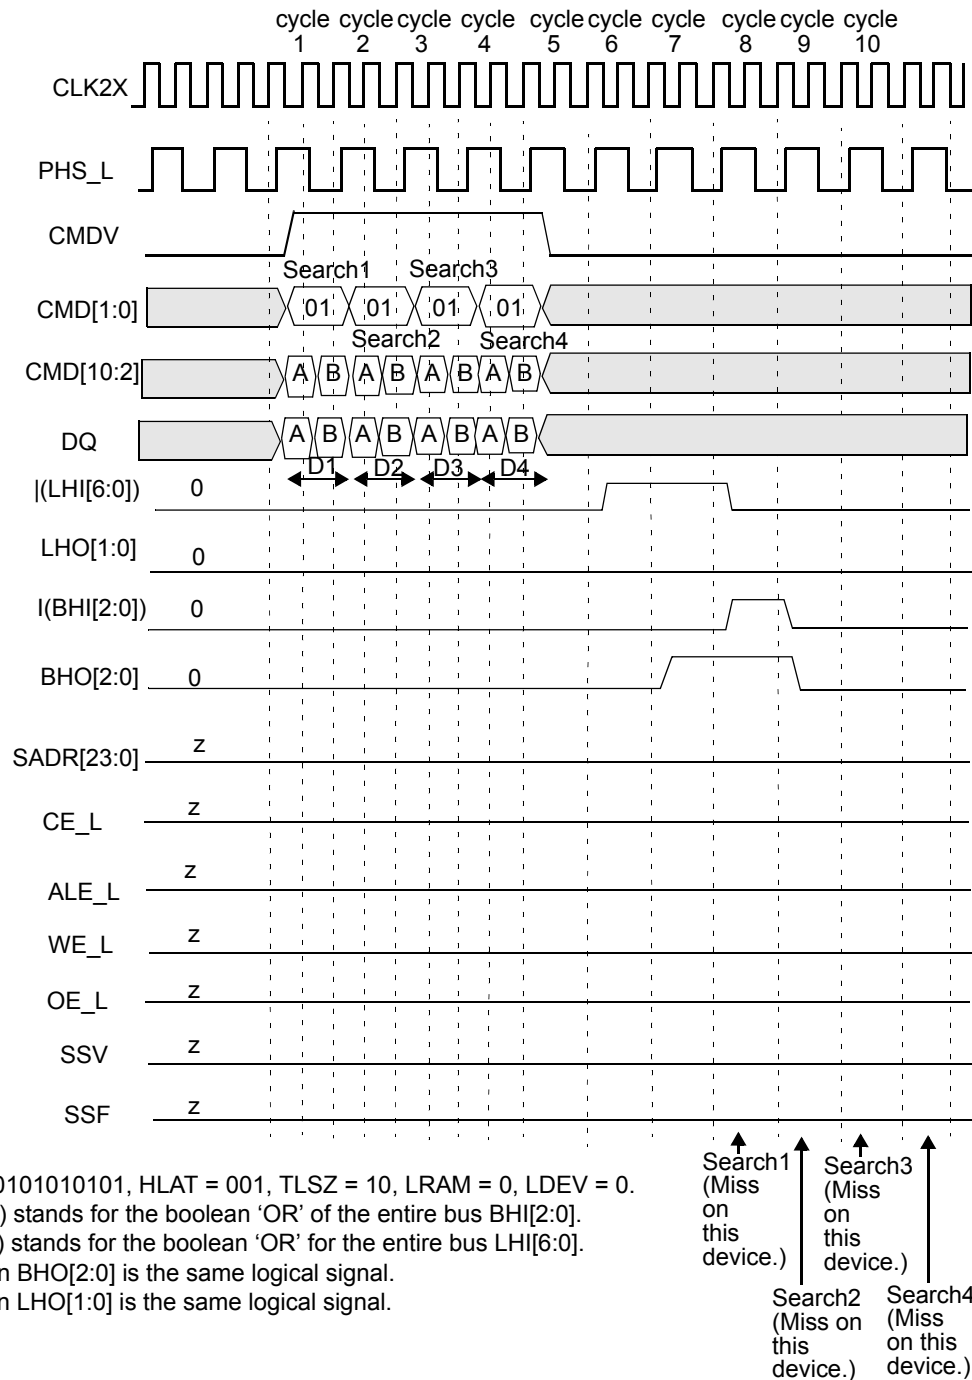 cycle cycle cycle cycle cycle cycle cycle cycle cycle cycle
1 2 3 4 5 6 7 8 9 10
CLK2X
PHS_L
CMDV
Search1 Search3
CMD[1:0] 01 01 01 01
Search2 Search4
CMD[10:2] A B A B A B A B
DQ A B A B A B A B
D1 D2 D3 D4
|(LHI[6:0]) 0
LHO[1:0] 0
I(BHI[2:0]) 0
BHO[2:0] 0
SADR[23:0] z
CE_L z
ALE_L z
WE_L z
OE_L z
SSV z
SSF z
0101010101, HLAT = 001, TLSZ = 10, LRAM = 0, LDEV = 0.
) stands for the boolean ‘OR’ of the entire bus BHI[2:0].
) stands for the boolean ‘OR’ for the entire bus LHI[6:0].
n BHO[2:0] is the same logical signal.
n LHO[1:0] is the same logical signal.
Search1
(Miss
on
this
device.)
Search3
(Miss
on
this
device.)
Search2
(Miss on
this
device.)
Search4
(Miss
on this
device.)